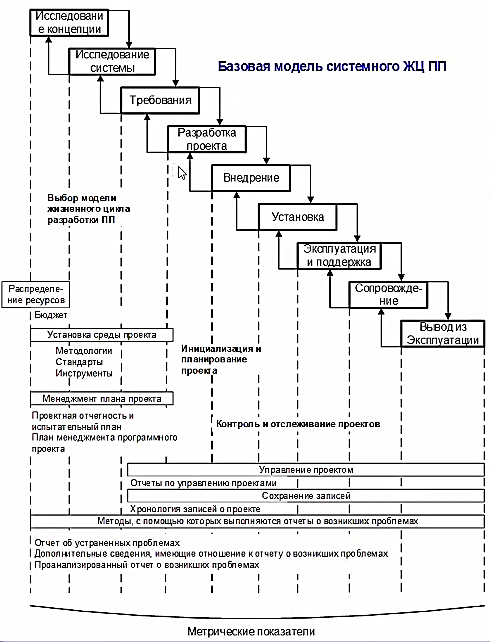 Исследовани
е концепции
Исследование
системы
Базовая модель системного ЖЦ ПП
Требования
Разработка
проекта
Внедрение
Выбор модели
жизненного цикла
разработки ПП
Установка
Эксплуатация
и поддержка
Распределе-
ние ресурсов
Сопровожде-
ние
Бюджет
Вывод из
Эксплуатации
Установка среды проекта
Методологии
Стандарты
Инструменты
Инициализация и
планирование
проекта
Менеджмент плана проекта
Проектная отчетность и
испытательный план
План менеджмента программного
проекта
Контроль и отслеживание проектов
Управление проектом
Отчеты по управлению проектами
Сохранение записей
Хронология записей о проекте
Методы, с помощью которых выполняются отчеты о возникших проблемах
Отчет об устраненных проблемах
Дополнительные сведения, имеющие отношение к отчету о возникших проблемах
Проанализированный отчет о возникших проблемах
Метрические показатели